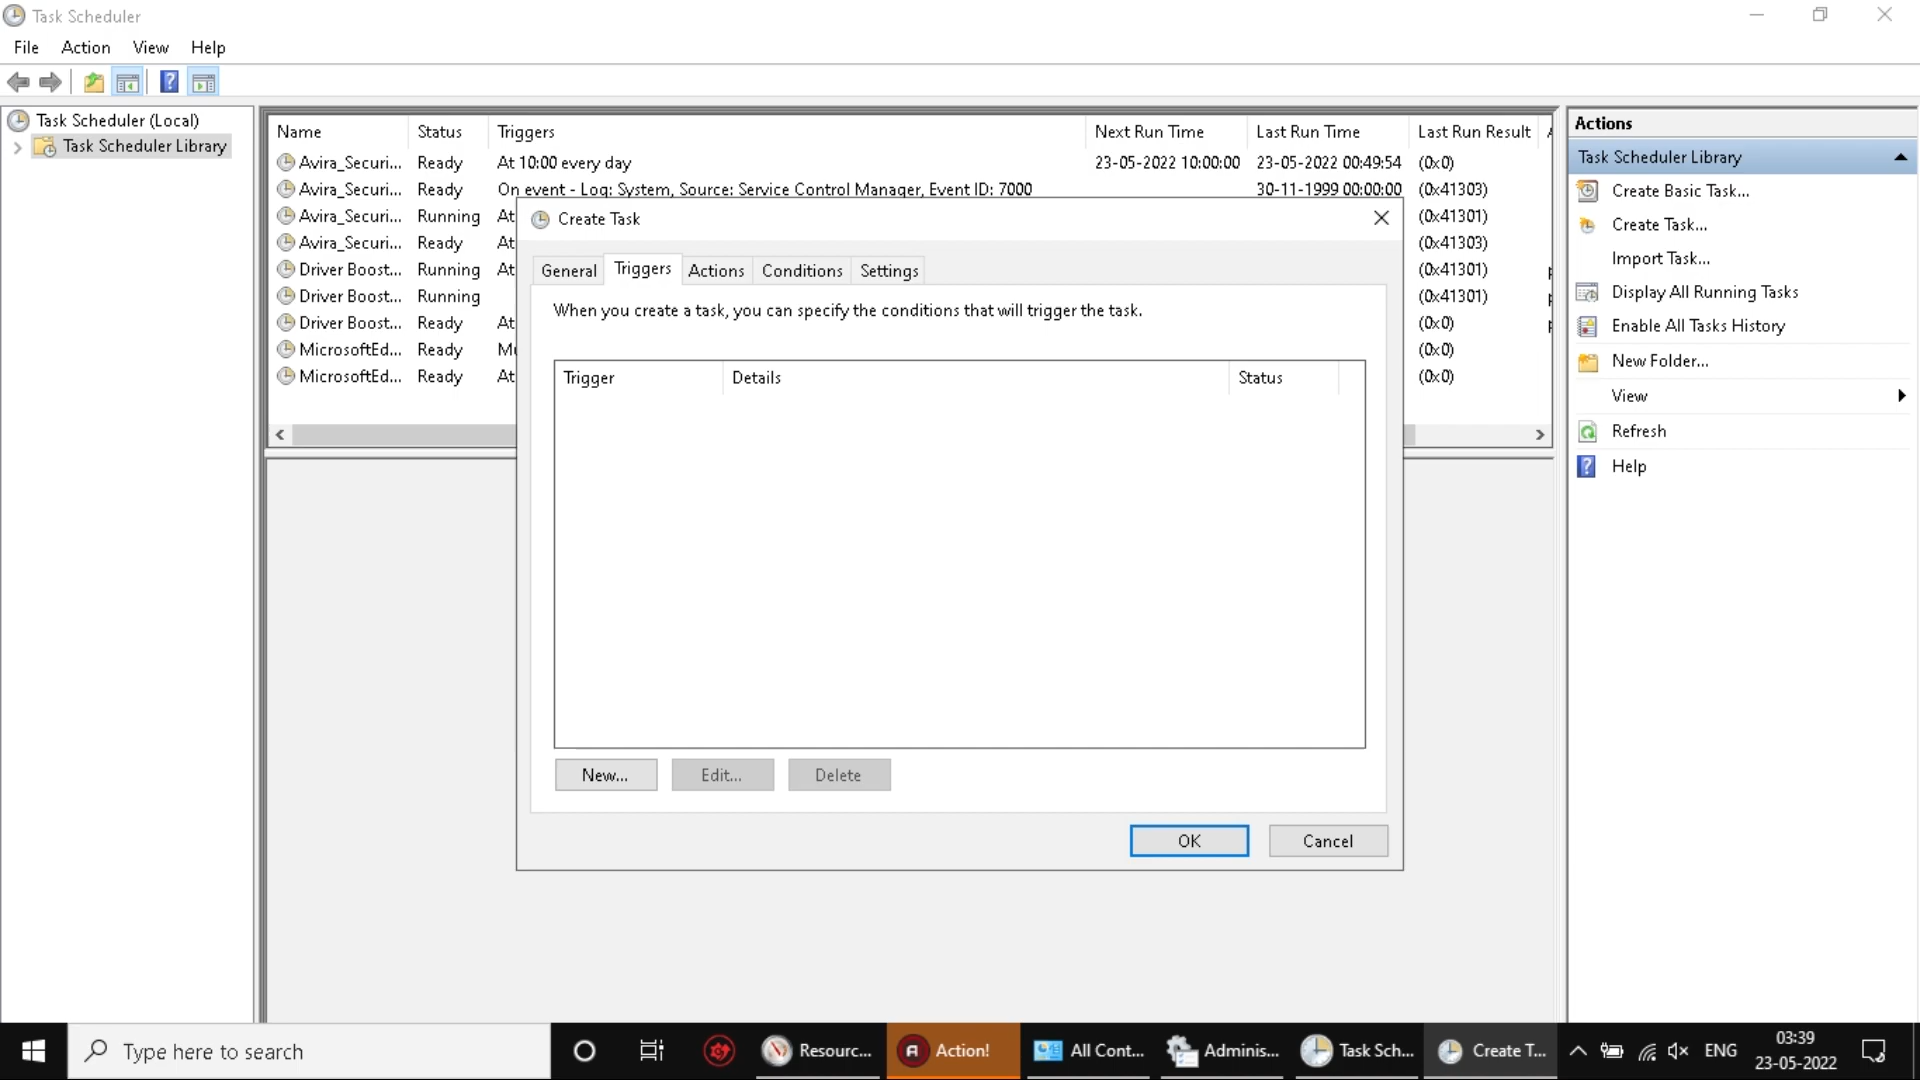 Task Scheduler
File Action View Help
Task Scheduler (Local)
Task Scheduler Library
Name Status Triggers Next Run Time Last Run Time Last Run Result
Avira_Securi... Ready At 10:00 every day 23-05-2022 10:00:00 23-05-2022 00:49:54 (0x0)
Avira_Securi... Ready On event - Log: System, Source: Service Control Manager, Event ID: 7000 30-11-1999 00:00:00 (0x41303)
Avira_Securi... Running At (0x41301)
Avira_Securi... Ready At (0x41303)
Driver Boost... Running At (0x41301)
Driver Boost... Running (0x41301)
Driver Boost... Ready At (0x0)
MicrosoftEd... Ready (0x0)
MicrosoftEd... Ready At (0x0)
Create Task
General Triggers Actions Conditions Settings
When you create a task, you can specify the conditions that will trigger the task.
Trigger Details Status
New... Edit... Delete
OK Cancel
Actions
Task Scheduler Library
Create Basic Task...
Create Task...
Import Task...
Display All Running Tasks
Enable All Tasks History
New Folder...
View
Refresh
Help
Type here to search
Resourc... Action! All Cont... Adminis... Task Sch... Create T... ENG
03:39
23-05-2022